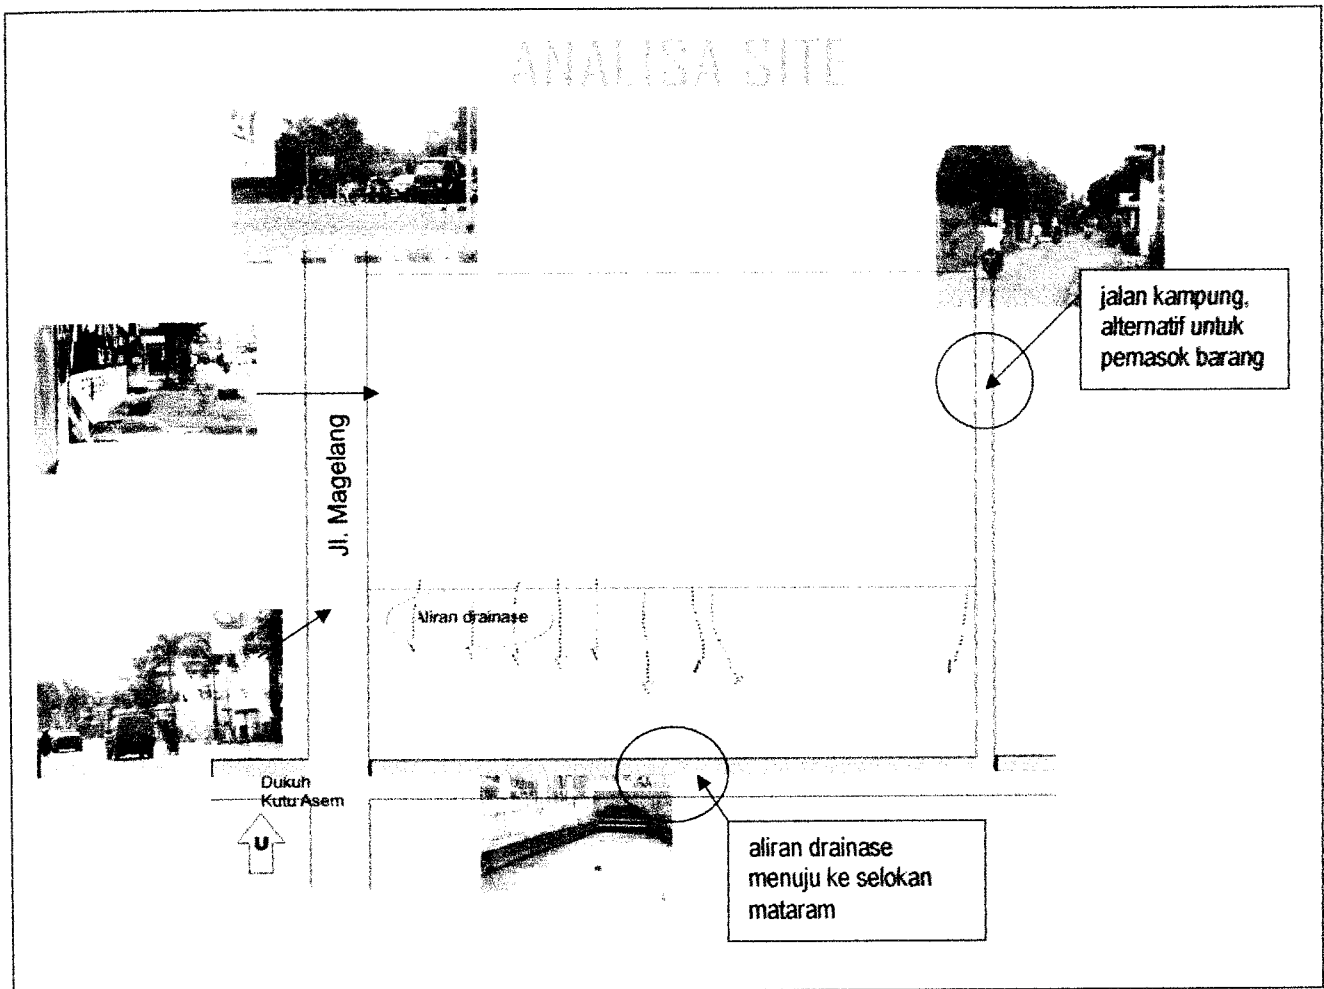 ANALISA SITE
jalan kampung,
alternatif untuk
pemasok barang
Jl. Magelang
Aliran drainase
Dukuh
Kutu Asem
U
aliran drainase
menuju ke selokan
mataram